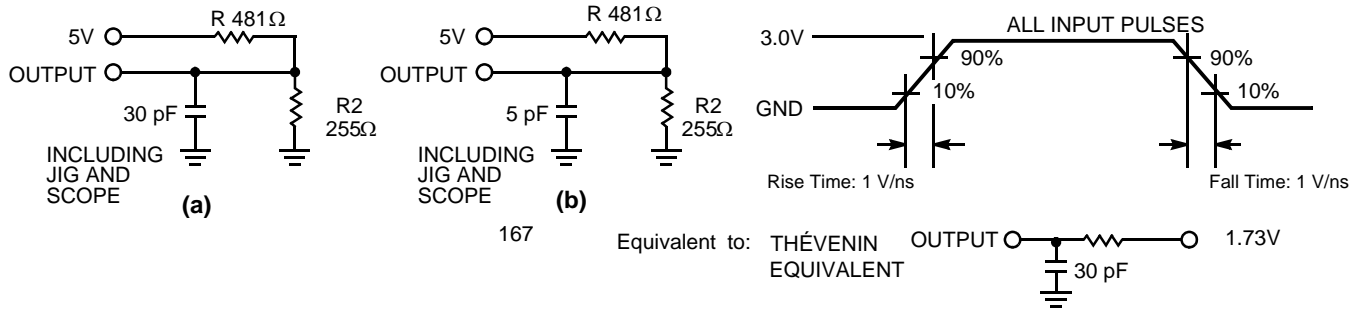 R 481Ω
5V
OUTPUT
30 pF
R2
255Ω
INCLUDING
JIG AND
SCOPE
(a)
R 481Ω
5V
OUTPUT
5 pF
R2
255Ω
INCLUDING
JIG AND
SCOPE
(b)
167
ALL INPUT PULSES
3.0V
90%
90%
10%
10%
GND
Rise Time: 1 V/ns
Fall Time: 1 V/ns
Equivalent to: THÉVENIN
EQUIVALENT
OUTPUT
1.73V
30 pF